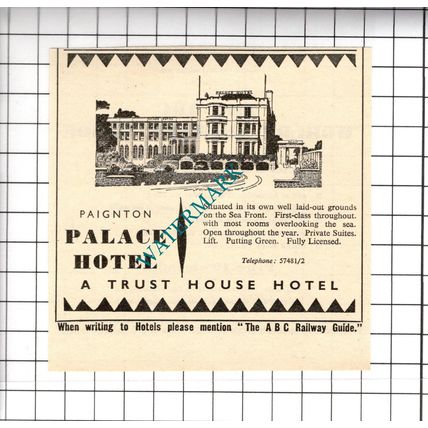 PALACE HOTEL
PAIGNTON
PALACE
HOTEL
Situated in its own well laid-out grounds
on the Sea Front. First-class throughout.
with most rooms overlooking the sea.
Open throughout the year. Private Suites.
Lift. Putting Green. Fully Licensed.
Telephone: 57481/2
A TRUST HOUSE HOTEL
When writing to Hotels please mention "The A B C Railway Guide."
WATERMARK